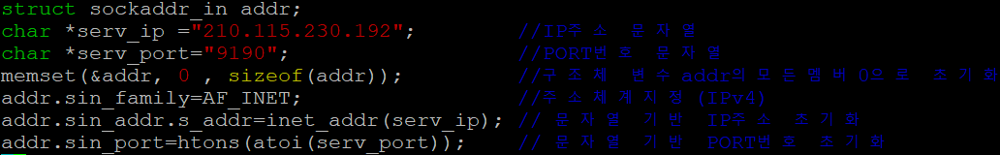 struct sockaddr_in addr;
char *serv_ip ="210.115.230.192"; //IP주소 문자열
char *serv_port="9190"; //PORT번호 문자열
memset(&addr, 0 , sizeof(addr)); //구조체 변수 addr의 모든 멤버 0으로 초기화
addr.sin_family=AF_INET; //주소체계지정(IPv4)
addr.sin_addr.s_addr=inet_addr(serv_ip); // 문자열 기반 IP주소 초기화
addr.sin_port=htons(atoi(serv_port)); // 문자열 기반 PORT번호 초기화